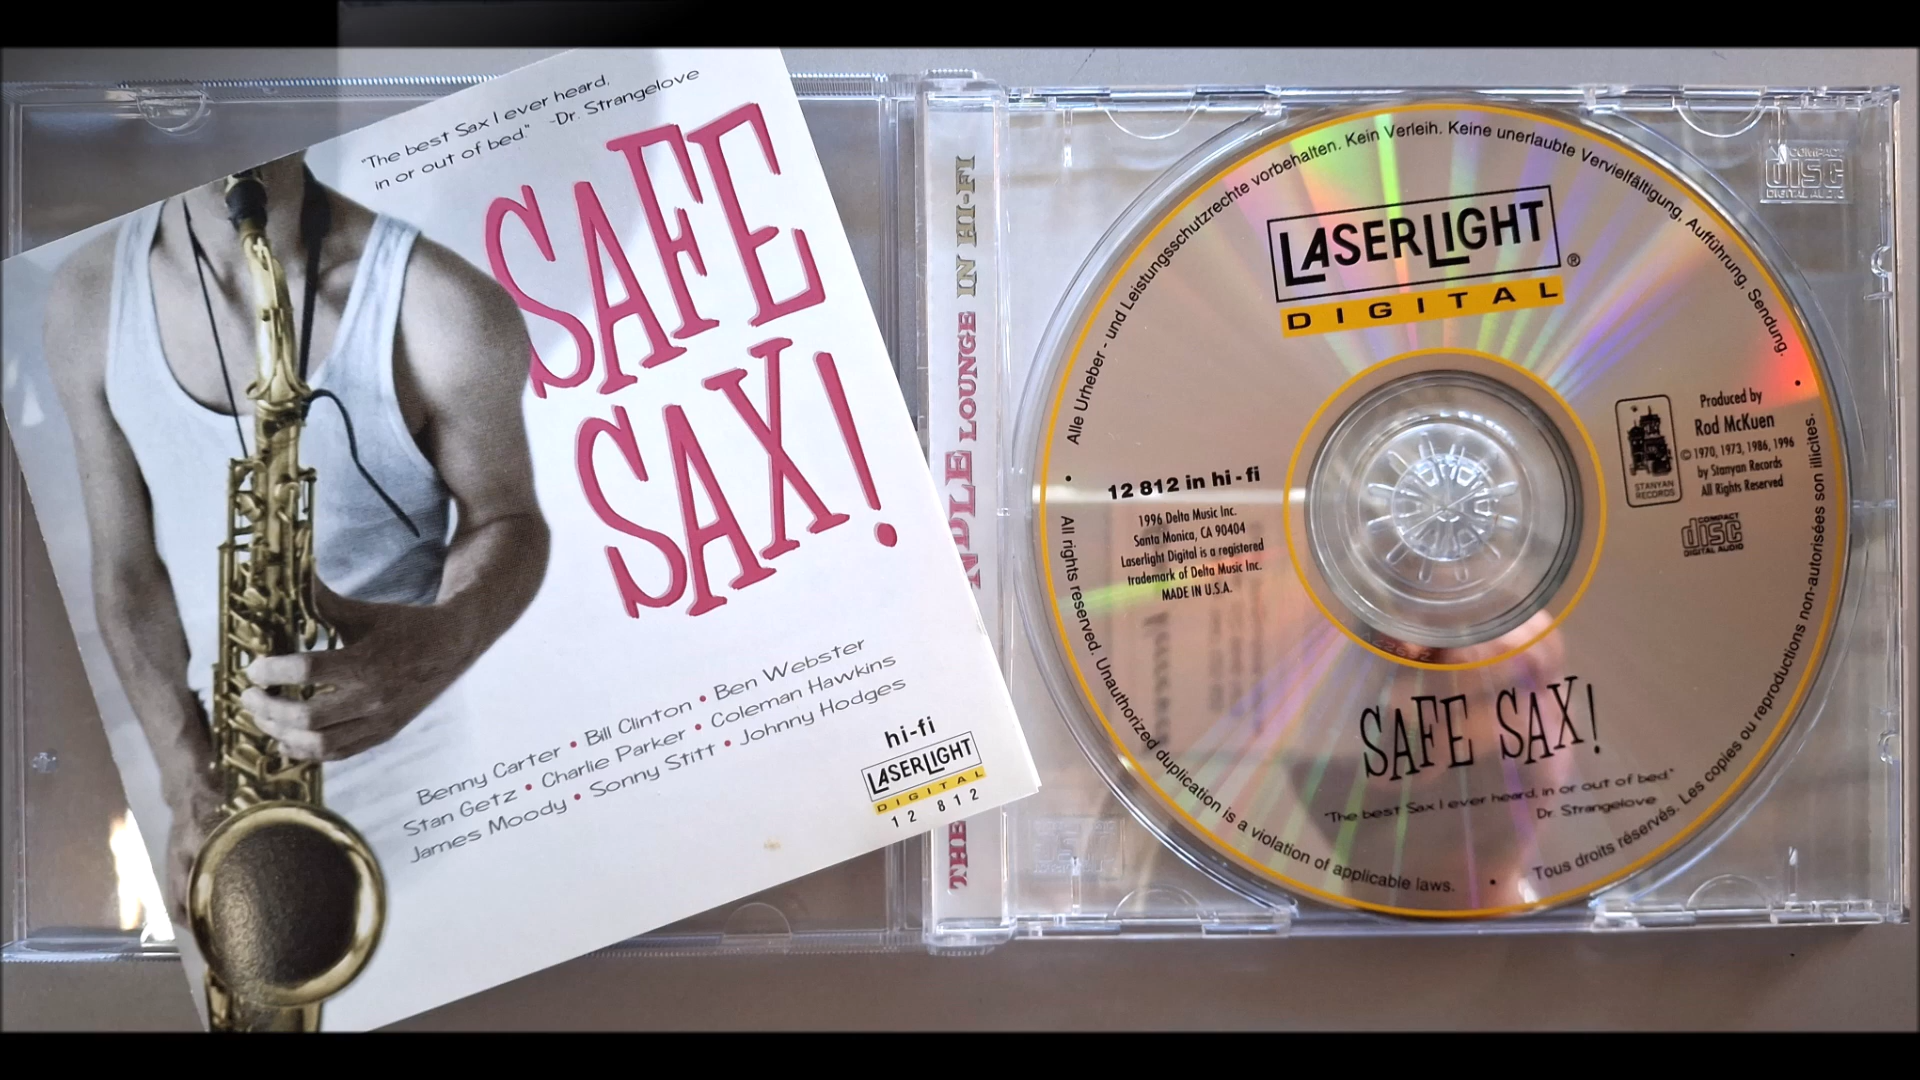 "The best Sax I ever heard,
in or out of bed." -Dr. Strangelove
SAFE
SAX!
Benny Carter • Bill Clinton • Ben Webster
Stan Getz • Charlie Parker • Coleman Hawkins
James Moody • Sonny Stitt • Johnny Hodges
hi-fi
LASERLIGHT
DIGITAL
12 812
LOUNGE IN HI-FI
Alle Urheber - und Leistungsschutzrechte vorbehalten. Kein Verleih. Keine unerlaubte Vervielfältigung, Aufführung, Sendung.
LASERLIGHT ®
DIGITAL
12 812 in hi-fi
1996 Delta Music Inc.
Santa Monica, CA 90404
Laserlight Digital is a registered
trademark of Delta Music Inc.
MADE IN U.S.A.
STANYAN
RECORDS
Produced by
Rod McKuen
© 1970, 1973, 1986, 1996
by Stanyan Records
All Rights Reserved
COMPACT
disc
DIGITAL AUDIO
SAFE SAX!
"The best Sax I ever heard, in or out of bed"
Dr. Strangelove
• All rights reserved. Unauthorized duplication is a violation of applicable laws.
• Tous droits réservés. Les copies ou reproductions non-autorisées son illicites. •
COMPACT
disc
DIGITAL AUDIO